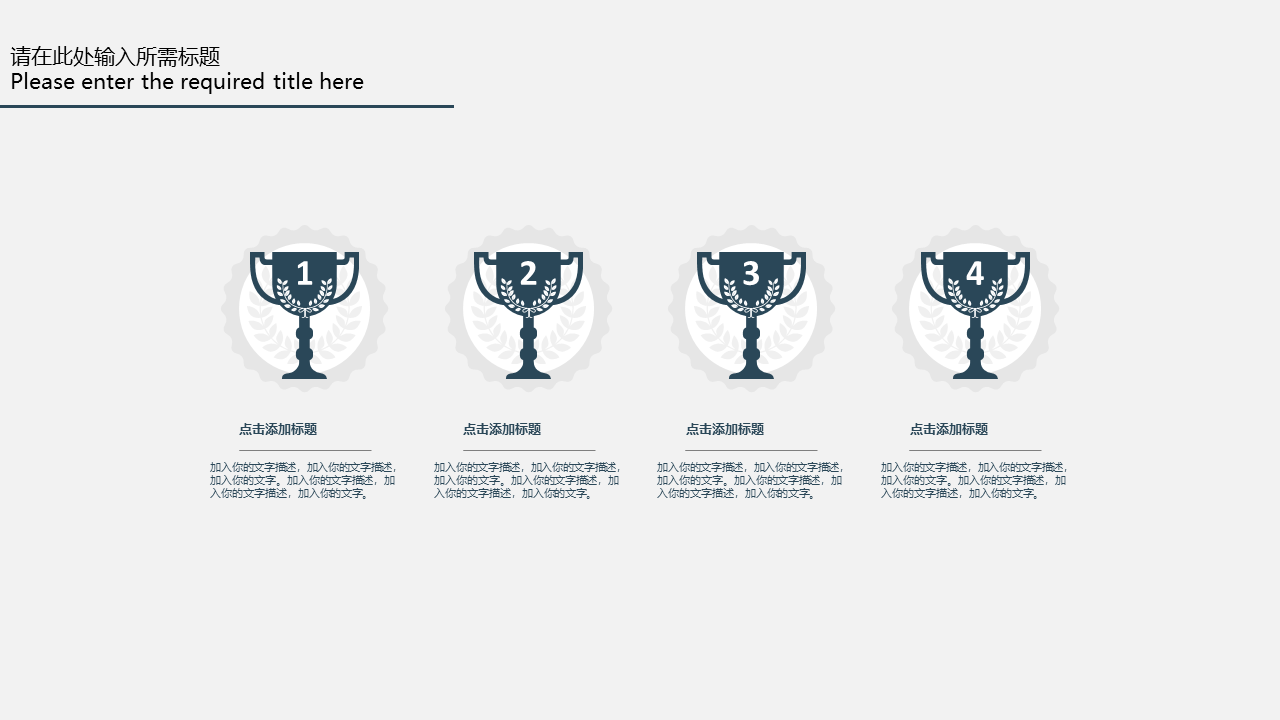 请在此处输入所需标题
Please enter the required title here
1
2
3
4
点击添加标题
加入你的文字描述，加入你的文字描述，
加入你的文字。加入你的文字描述，加
入你的文字描述，加入你的文字。
点击添加标题
加入你的文字描述，加入你的文字描述，
加入你的文字。加入你的文字描述，加
入你的文字描述，加入你的文字。
点击添加标题
加入你的文字描述，加入你的文字描述，
加入你的文字。加入你的文字描述，加
入你的文字描述，加入你的文字。
点击添加标题
加入你的文字描述，加入你的文字描述，
加入你的文字。加入你的文字描述，加
入你的文字描述，加入你的文字。